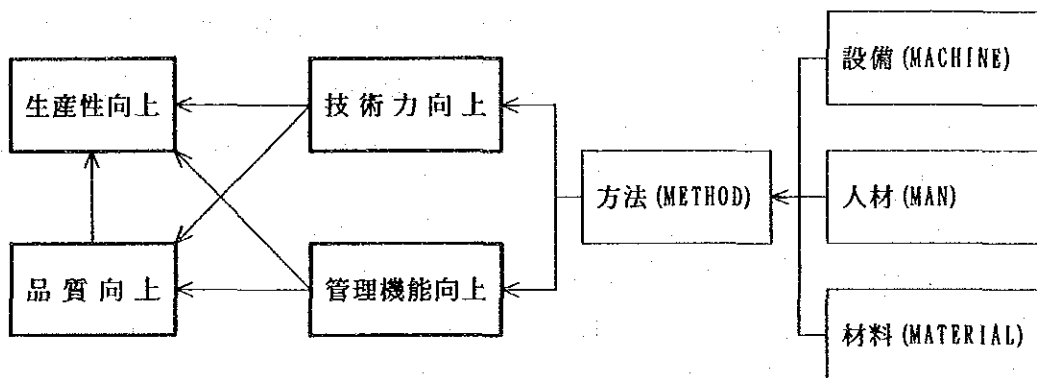 設備(MACHINE)
生産性向上
技術力向上
方法(METHOD)
人材(MAN)
品質向上
管理機能向上
材料(MATERIAL)